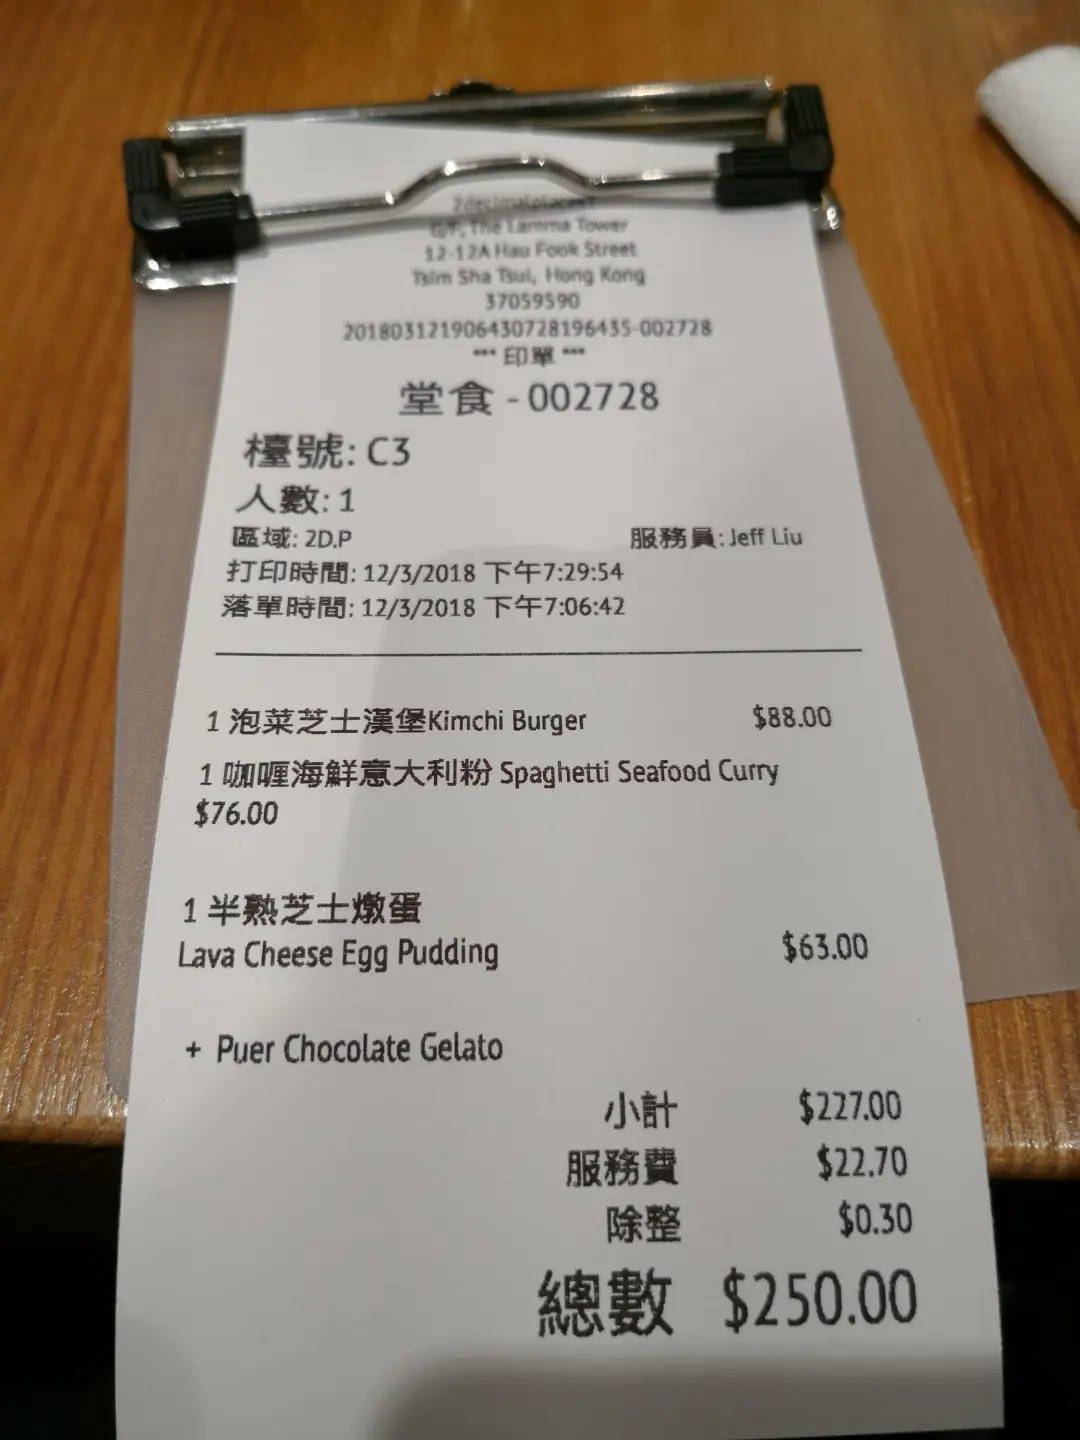 The Lamma Tower
12-12A Hau Fook Street
Tsim Sha Tsui, Hong Kong
37059590
2018031219064307281964​35-002728
*** 印單 ***
堂食 - 002728
檯號: C3
人數: 1
區域: 2D.P 服務員: Jeff Liu
打印時間: 12/3/2018 下午7:29:54
落單時間: 12/3/2018 下午7:06:42
1 泡菜芝士漢堡Kimchi Burger $88.00
1 咖喱海鮮意大利粉 Spaghetti Seafood Curry
$76.00
1 半熟芝士燉蛋
Lava Cheese Egg Pudding $63.00
+ Puer Chocolate Gelato
小計 $227.00
服務費 $22.70
除整 $0.30
總數 $250.00